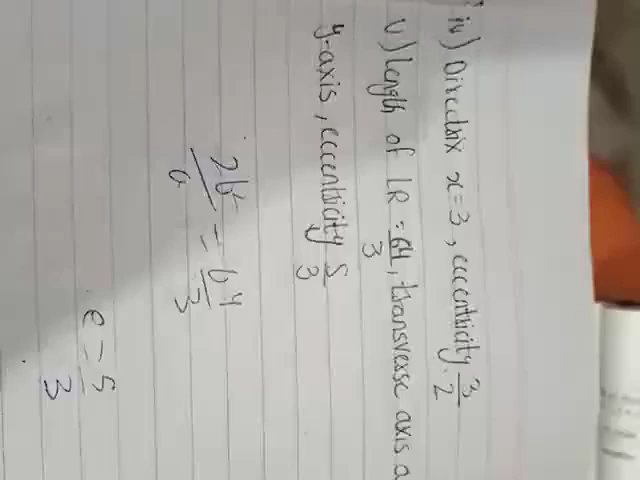 iv) Directrix x=3, eccentricity 3/2
v) Length of LR = 64/3, transverse axis a
y-axis, eccentricity 5/3
2b²/a = 64/3
e = 5/3